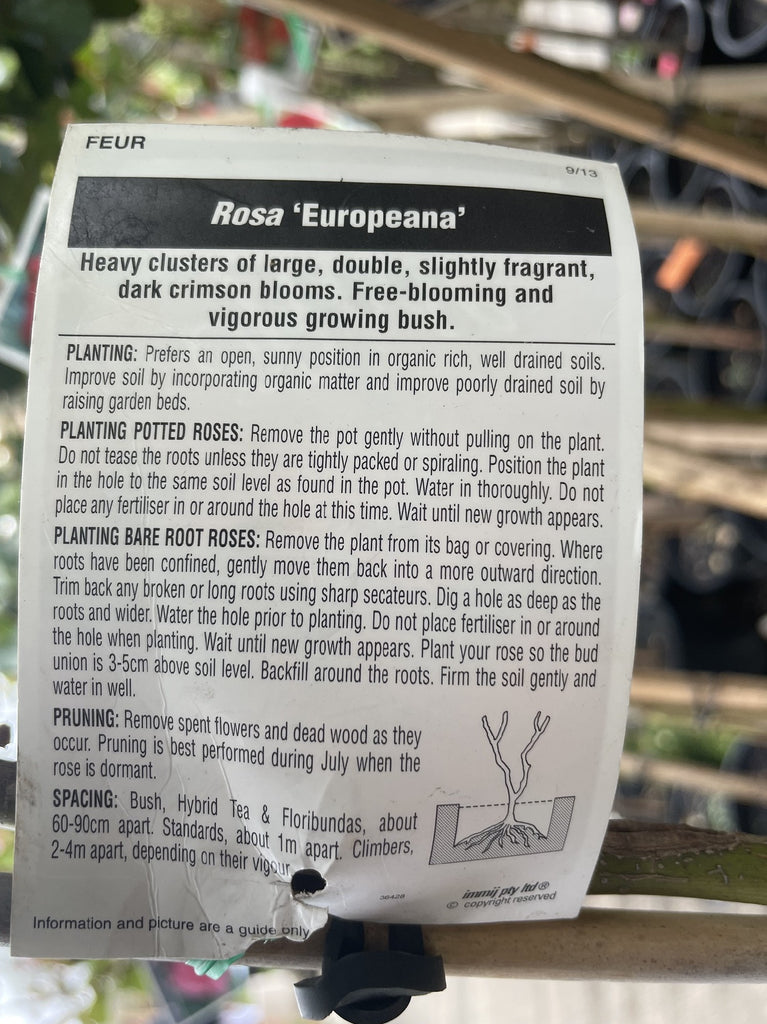 FEUR
9/13
Rosa ‘Europeana’
Heavy clusters of large, double, slightly fragrant,
dark crimson blooms. Free-blooming and
vigorous growing bush.
PLANTING: Prefers an open, sunny position in organic rich, well drained soils.
Improve soil by incorporating organic matter and improve poorly drained soil by
raising garden beds.
PLANTING POTTED ROSES: Remove the pot gently without pulling on the plant.
Do not tease the roots unless they are tightly packed or spiraling. Position the plant
in the hole to the same soil level as found in the pot. Water in thoroughly. Do not
place any fertiliser in or around the hole at this time. Wait until new growth appears.
PLANTING BARE ROOT ROSES: Remove the plant from its bag or covering. Where
roots have been confined, gently move them back into a more outward direction.
Trim back any broken or long roots using sharp secateurs. Dig a hole as deep as the
roots and wider. Water the hole prior to planting. Do not place fertiliser in or around
the hole when planting. Wait until new growth appears. Plant your rose so the bud
union is 3-5cm above soil level. Backfill around the roots. Firm the soil gently and
water in well.
PRUNING: Remove spent flowers and dead wood as they
occur. Pruning is best performed during July when the
rose is dormant.
SPACING: Bush, Hybrid Tea & Floribundas, about
60-90cm apart. Standards, about 1m apart. Climbers,
2-4m apart, depending on their vigour
36428
immij pty ltd®
© copyright reserved
Information and picture are a guide only